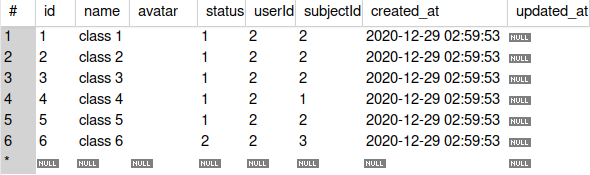 # id name avatar status userId subjectId created_at updated_at
1 1 class 1 1 2 2 2020-12-29 02:59:53 NULL
2 2 class 2 1 2 2 2020-12-29 02:59:53 NULL
3 3 class 3 1 2 2 2020-12-29 02:59:53 NULL
4 4 class 4 1 2 1 2020-12-29 02:59:53 NULL
5 5 class 5 1 2 2 2020-12-29 02:59:53 NULL
6 6 class 6 2 2 3 2020-12-29 02:59:53 NULL
* NULL NULL NULL NULL NULL NULL NULL NULL